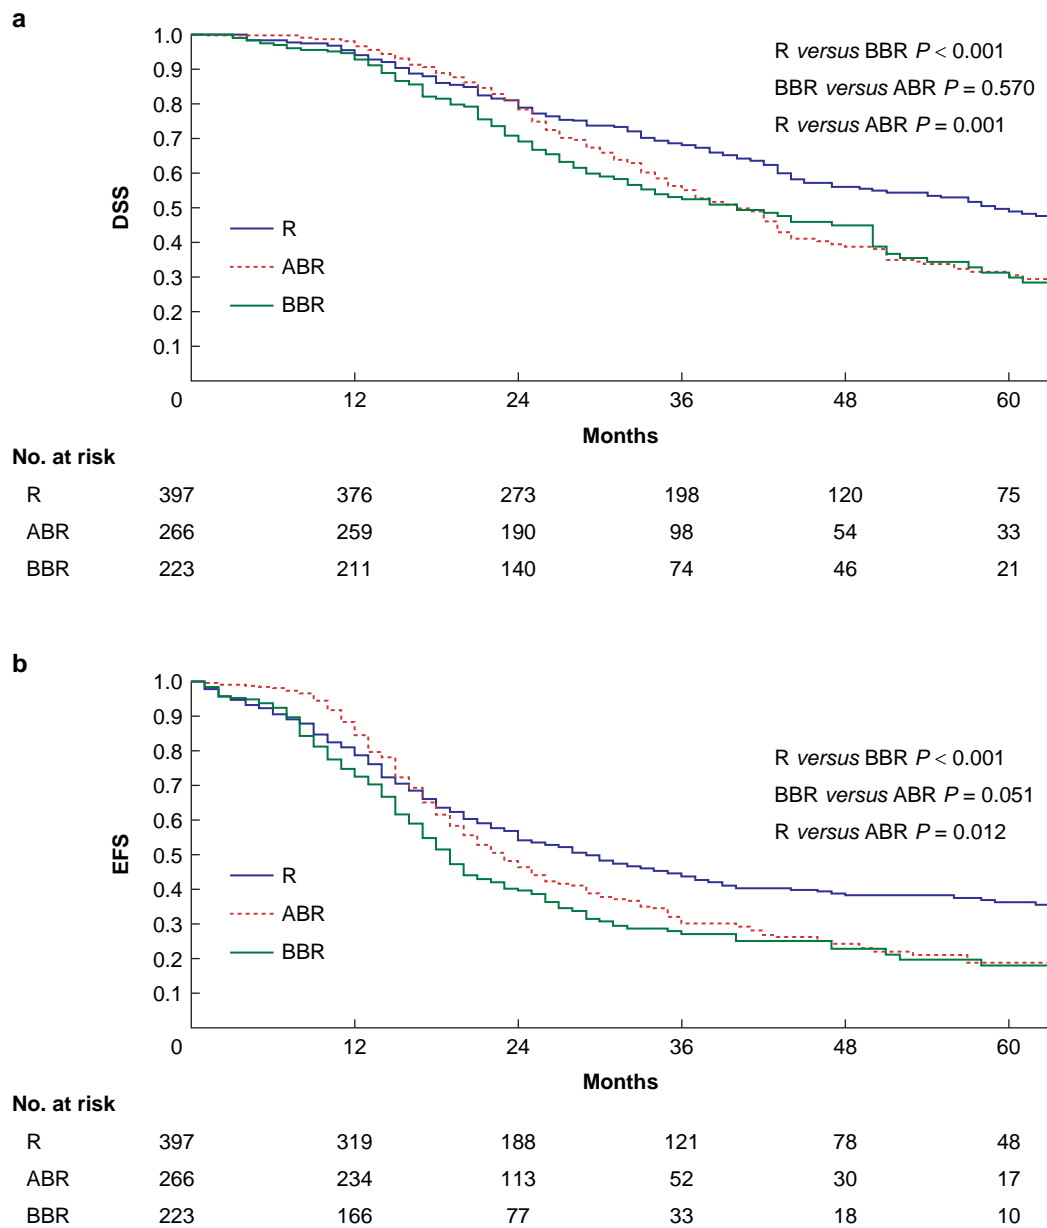 a
1.0
0.9
0.8
0.7
0.6
0.5
0.4
0.3
0.2
0.1
0
DSS
R versus BBR P < 0.001
BBR versus ABR P = 0.570
R versus ABR P = 0.001
R
ABR
BBR
12 24 36 48 60
Months
No. at risk
R 397 376 273 198 120 75
ABR 266 259 190 98 54 33
BBR 223 211 140 74 46 21
b
1.0
0.9
0.8
0.7
0.6
0.5
0.4
0.3
0.2
0.1
0
EFS
R versus BBR P < 0.001
BBR versus ABR P = 0.051
R versus ABR P = 0.012
R
ABR
BBR
12 24 36 48 60
Months
No. at risk
R 397 319 188 121 78 48
ABR 266 234 113 52 30 17
BBR 223 166 77 33 18 10